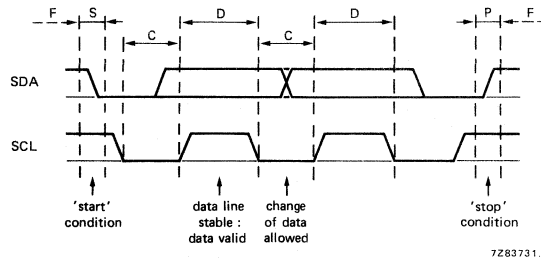 F S C D C D P F
SDA
SCL
'start'
condition
data line
stable :
data valid
change
of data
allowed
'stop'
condition
7Z83731.